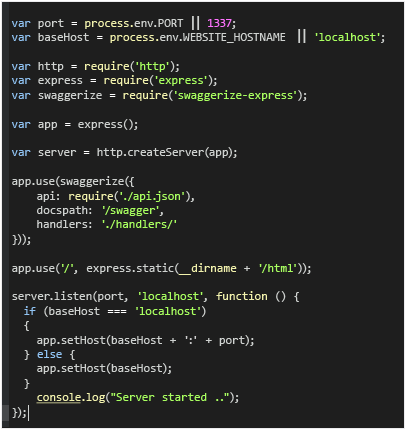 var port = process.env.PORT || 1337;
var baseHost = process.env.WEBSITE_HOSTNAME || 'localhost';
var http = require('http');
var express = require('express');
var swaggerize = require('swaggerize-express');
var app = express();
var server = http.createServer(app);
app.use(swaggerize({
    api: require('./api.json'),
    docspath: '/swagger',
    handlers: './handlers/'
}));
app.use('/', express.static(__dirname + '/html'));
server.listen(port, 'localhost', function () {
  if (baseHost === 'localhost')
  {
    app.setHost(baseHost + ':' + port);
  } else {
    app.setHost(baseHost);
  }
    console.log("Server started ..");
});